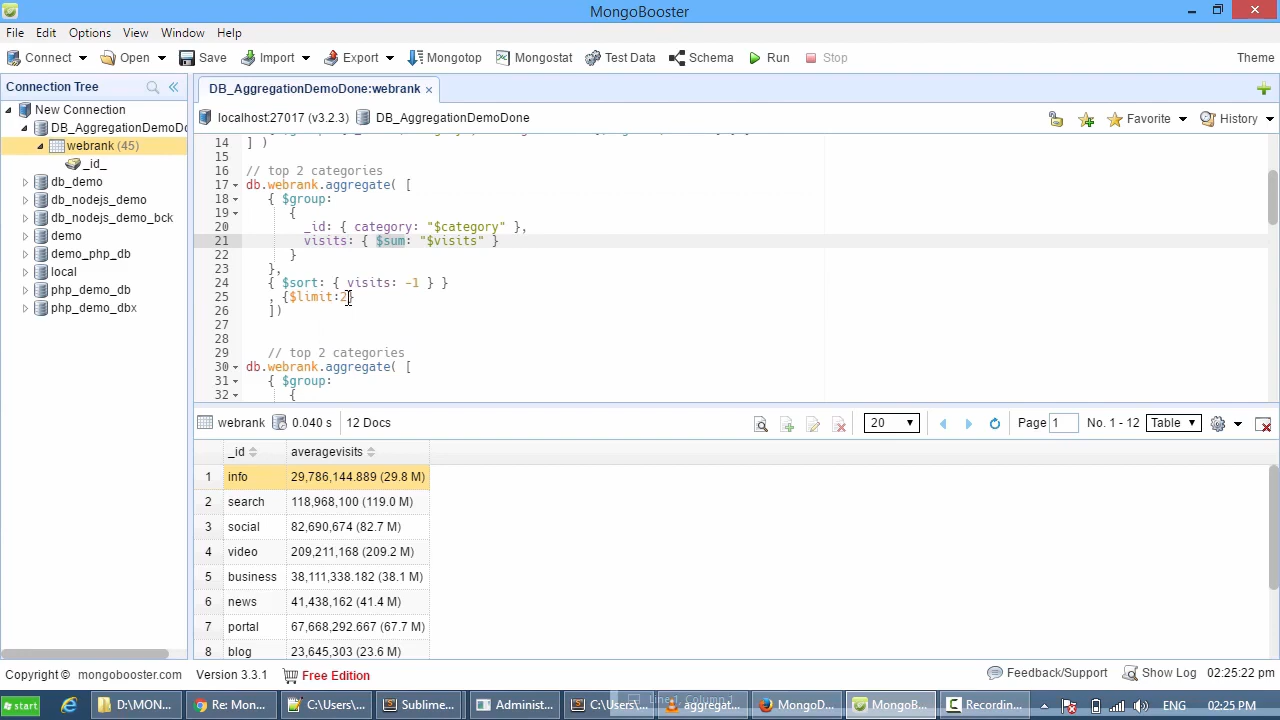 MongoBooster
File Edit Options View Window Help
Connect Open Save Import Export Mongotop Mongostat Test Data Schema Run Stop Theme
Connection Tree
DB_AggregationDemoDone:webrank ×
New Connection
localhost:27017 (v3.2.3) DB_AggregationDemoDone Favorite History
DB_AggregationDemoDo
webrank (45)
_id_
db_demo
db_nodejs_demo
db_nodejs_demo_bck
demo
demo_php_db
local
php_demo_db
php_demo_dbx
14 ] )
15
16 // top 2 categories
17 db.webrank.aggregate( [
18 { $group:
19 {
20 _id: { category: "$category" },
21 visits: { $sum: "$visits" }
22 }
23 },
24 { $sort: { visits: -1 } }
25 , {$limit:2}
26 ])
27
28
29 // top 2 categories
30 db.webrank.aggregate( [
31 { $group:
32 {
webrank 0.040 s 12 Docs 20 Page 1 No. 1 - 12 Table
_id averagevisits
1 info 29,786,144.889 (29.8 M)
2 search 118,968,100 (119.0 M)
3 social 82,690,674 (82.7 M)
4 video 209,211,168 (209.2 M)
5 business 38,111,338.182 (38.1 M)
6 news 41,438,162 (41.4 M)
7 portal 67,668,292.667 (67.7 M)
8 blog 23,645,303 (23.6 M)
Copyright © mongobooster.com Version 3.3.1 Free Edition Feedback/Support Show Log 02:25:22 pm
start D:\MON... Re: Mon... C:\Users\... Sublime... Administ... C:\Us... aggregat... MongoD... MongoB... Recordin... ENG 02:25 PM
Line 1, Column 1